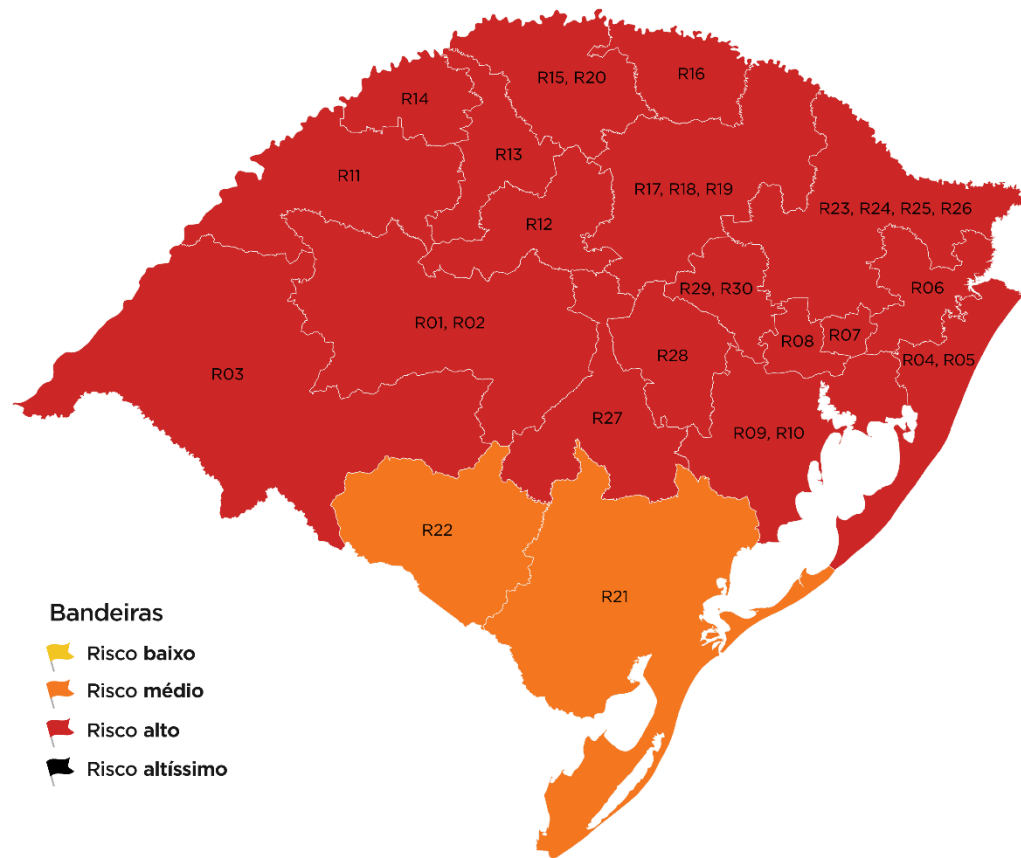 R16
R15, R20
R14
R13
R11
R17, R18, R19
R23, R24, R25, R26
R12
R29, R30
R06
R01, R02
R08
R07
R28
R04, R05
R03
R27
R09, R10
R22
R21
Bandeiras
Risco baixo
Risco médio
Risco alto
Risco altíssimo